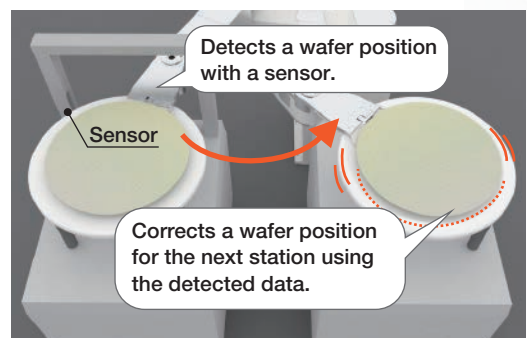 Detects a wafer position
with a sensor.
Sensor
Corrects a wafer position
for the next station using
the detected data.